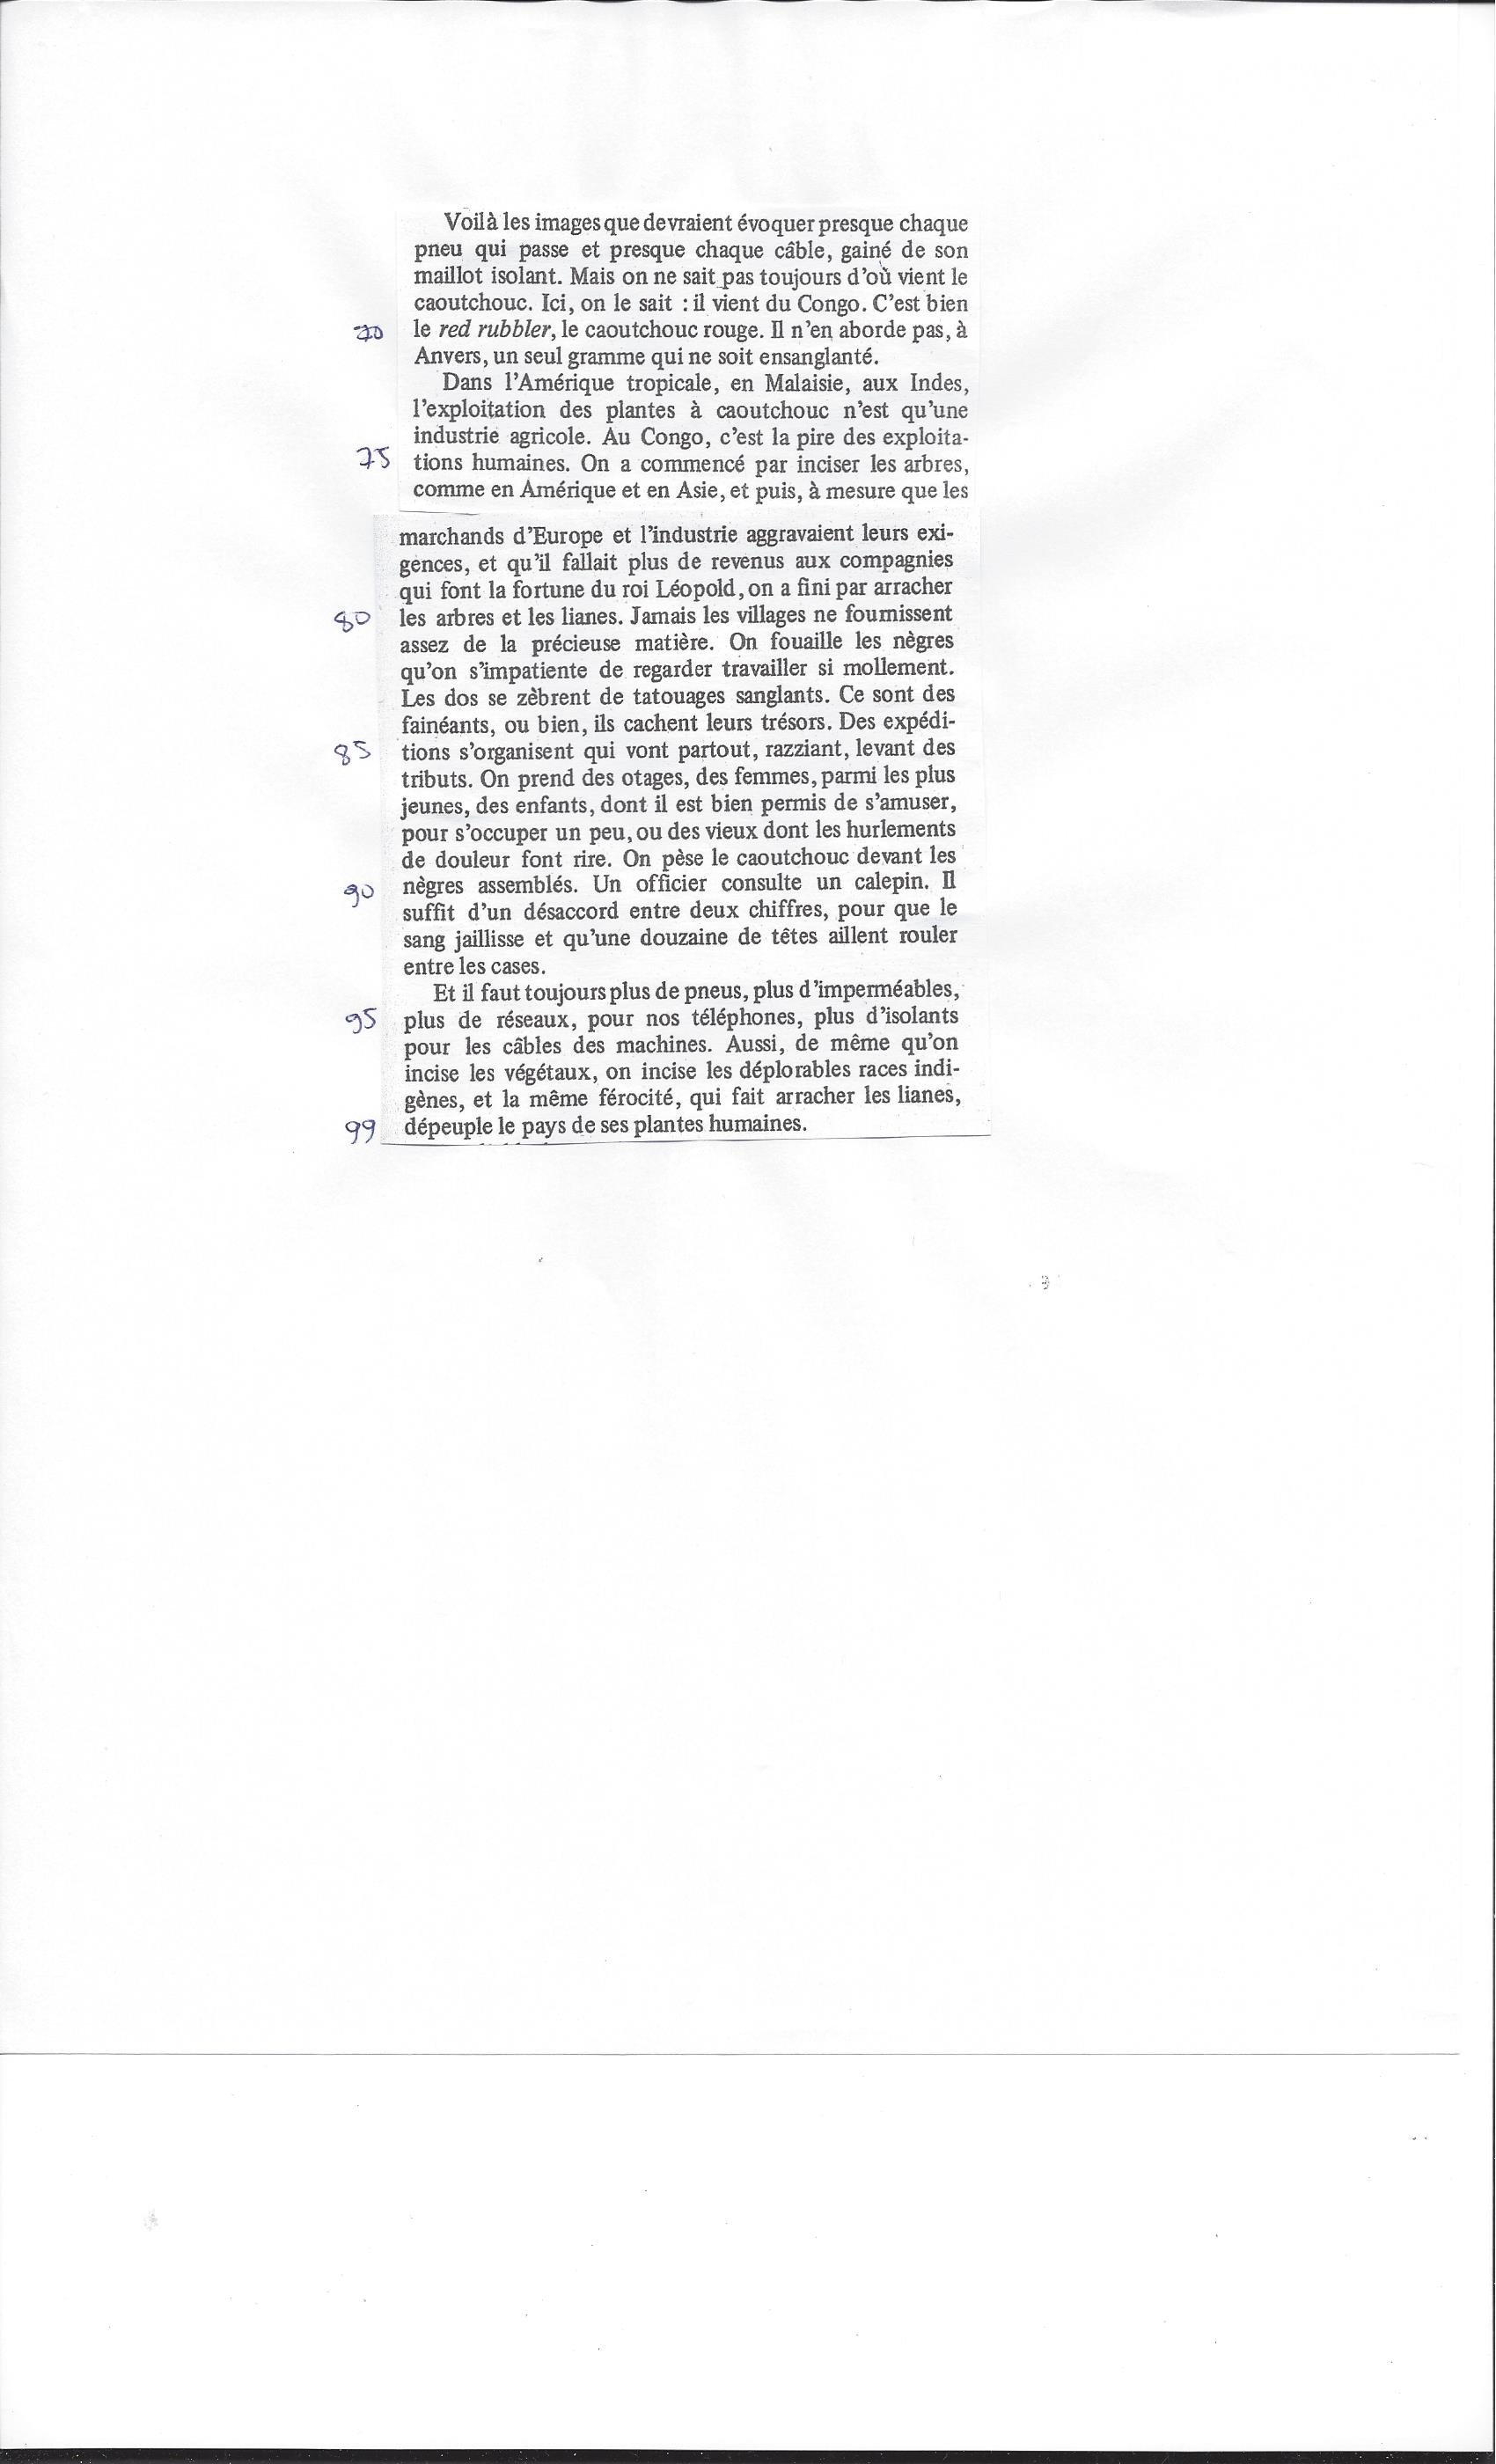 Voilà les images que devraient évoquer presque chaque
pneu qui passe et presque chaque câble, gainé de son
maillot isolant. Mais on ne sait pas toujours d'où vient le
caoutchouc. Ici, on le sait : il vient du Congo. C'est bien
70 le red rubbler, le caoutchouc rouge. Il n'en aborde pas, à
Anvers, un seul gramme qui ne soit ensanglanté.
Dans l'Amérique tropicale, en Malaisie, aux Indes,
l'exploitation des plantes à caoutchouc n'est qu'une
industrie agricole. Au Congo, c'est la pire des exploita-
75 tions humaines. On a commencé par inciser les arbres,
comme en Amérique et en Asie, et puis, à mesure que les
marchands d'Europe et l'industrie aggravaient leurs exi-
gences, et qu'il fallait plus de revenus aux compagnies
qui font la fortune du roi Léopold, on a fini par arracher
80 les arbres et les lianes. Jamais les villages ne fournissent
assez de la précieuse matière. On fouaille les nègres
qu'on s'impatiente de regarder travailler si mollement.
Les dos se zèbrent de tatouages sanglants. Ce sont des
fainéants, ou bien, ils cachent leurs trésors. Des expédi-
85 tions s'organisent qui vont partout, razziant, levant des
tributs. On prend des otages, des femmes, parmi les plus
jeunes, des enfants, dont il est bien permis de s'amuser,
pour s'occuper un peu, ou des vieux dont les hurlements
de douleur font rire. On pèse le caoutchouc devant les
90 nègres assemblés. Un officier consulte un calepin. Il
suffit d'un désaccord entre deux chiffres, pour que le
sang jaillisse et qu'une douzaine de têtes aillent rouler
entre les cases.
Et il faut toujours plus de pneus, plus d'imperméables,
95 plus de réseaux, pour nos téléphones, plus d'isolants
pour les câbles des machines. Aussi, de même qu'on
incise les végétaux, on incise les déplorables races indi-
gènes, et la même férocité, qui fait arracher les lianes,
99 dépeuple le pays de ses plantes humaines.